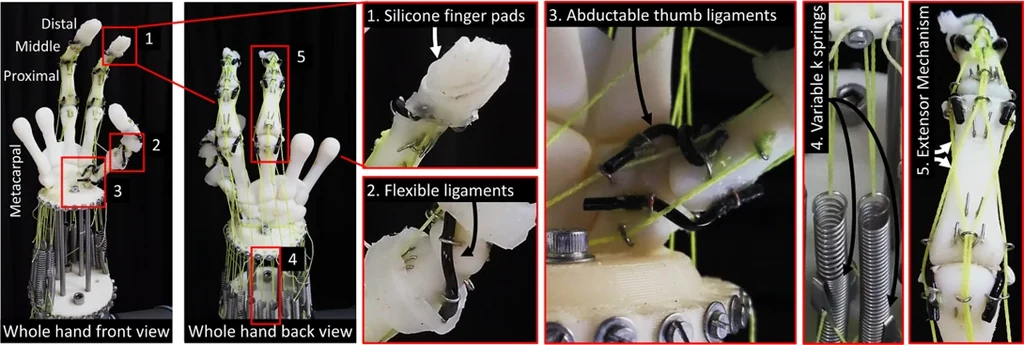 Distal
Middle
Proximal
Metacarpal
1
2
3
Whole hand front view
5
4
Whole hand back view
1. Silicone finger pads
2. Flexible ligaments
3. Abductable thumb ligaments
4. Variable k springs
5. Extensor Mechanism